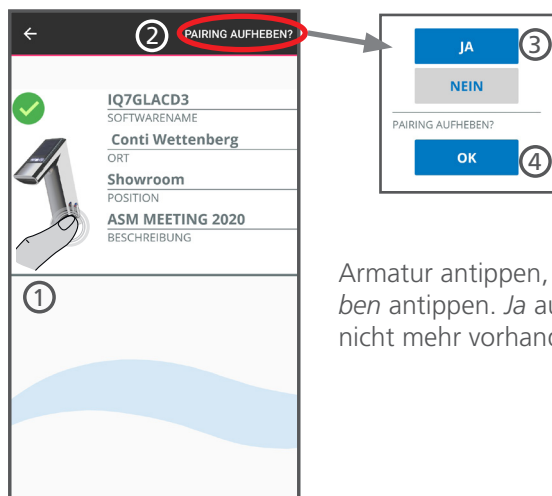 ←
② PAIRING AUFHEBEN?
IQ7GLACD3
SOFTWARENAME
Conti Wettenberg
ORT
Showroom
POSITION
ASM MEETING 2020
BESCHREIBUNG
①
JA
③
NEIN
PAIRING AUFHEBEN?
OK
④
Armatur antippen,
ben antippen. Ja au
nicht mehr vorhand